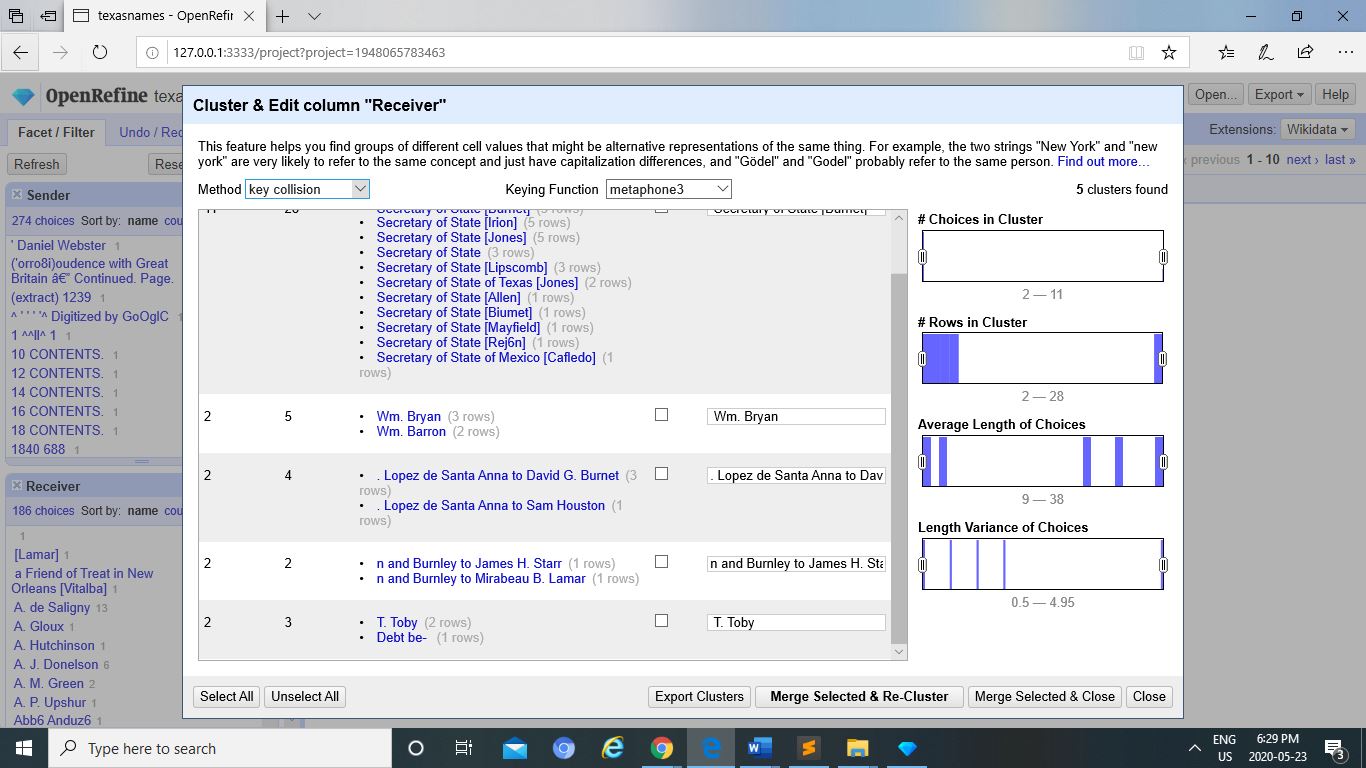 texasnames - OpenRefin
127.0.0.1:3333/project?project=1948065783463
OpenRefine texa
Open...
Export
Help
Facet / Filter
Undo / Red
Extensions:
Wikidata
Refresh
Rese
previous 1 - 10 next › last »
Sender
274 choices Sort by: name cou
' Daniel Webster 1
('orro8i)oudence with Great
Britain â€" Continued. Page.
(extract) 1239 1
^ ' ' ' '^ Digitized by GoOglC 1
1 ^^ll^ 1 1
10 CONTENTS. 1
12 CONTENTS. 1
14 CONTENTS. 1
16 CONTENTS. 1
18 CONTENTS. 1
1840 688 1
Receiver
186 choices Sort by: name cou
1
[Lamar] 1
a Friend of Treat in New
Orleans [Vitalba] 1
A. de Saligny 13
A. Gloux 1
A. Hutchinson 1
A. J. Donelson 6
A. M. Green 2
A. P. Upshur 1
Abb6 Anduz6 1
Cluster & Edit column "Receiver"
This feature helps you find groups of different cell values that might be alternative representations of the same thing. For example, the two strings "New York" and "new
york" are very likely to refer to the same concept and just have capitalization differences, and "Gödel" and "Godel" probably refer to the same person. Find out more...
Method key collision
Keying Function metaphone3
5 clusters found
11 28 • Secretary of State [Burnet] (3 rows) Secretary of State [Burnet]
• Secretary of State [Irion] (5 rows)
• Secretary of State [Jones] (5 rows)
• Secretary of State (3 rows)
• Secretary of State [Lipscomb] (3 rows)
• Secretary of State of Texas [Jones] (2 rows)
• Secretary of State [Allen] (1 rows)
• Secretary of State [Biumet] (1 rows)
• Secretary of State [Mayfield] (1 rows)
• Secretary of State [Rej6n] (1 rows)
• Secretary of State of Mexico [Cafledo] (1
rows)
2 5 • Wm. Bryan (3 rows) Wm. Bryan
• Wm. Barron (2 rows)
2 4 • . Lopez de Santa Anna to David G. Burnet (3 . Lopez de Santa Anna to Dav
rows)
• . Lopez de Santa Anna to Sam Houston (1
rows)
2 2 • n and Burnley to James H. Starr (1 rows) n and Burnley to James H. Sta
• n and Burnley to Mirabeau B. Lamar (1 rows)
2 3 • T. Toby (2 rows) T. Toby
• Debt be- (1 rows)
# Choices in Cluster
2 — 11
# Rows in Cluster
2 — 28
Average Length of Choices
9 — 38
Length Variance of Choices
0.5 — 4.95
Select All
Unselect All
Export Clusters
Merge Selected & Re-Cluster
Merge Selected & Close
Close
Type here to search
ENG
US
6:29 PM
2020-05-23
3